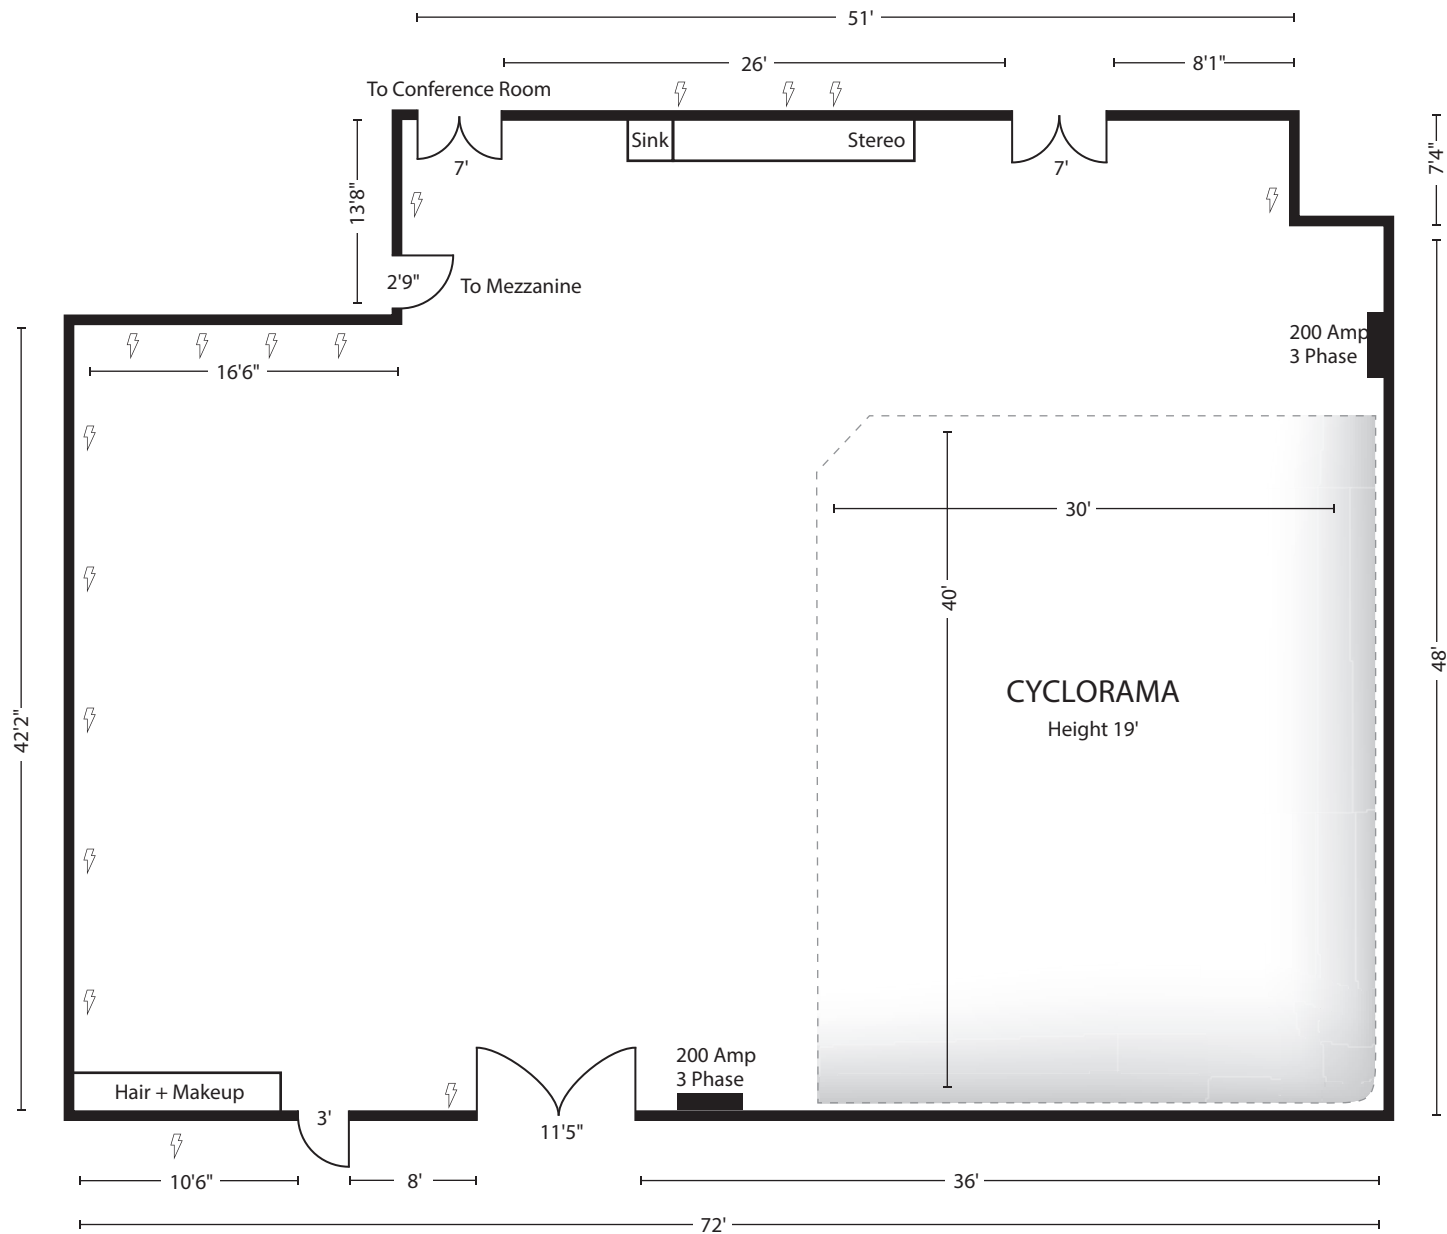 51'
26'
8'1"
To Conference Room
Sink
Stereo
7'
7'
7'4"
13'8"
2'9"
To Mezzanine
200 Amp
3 Phase
16'6"
30'
40'
CYCLORAMA
Height 19'
48'
42'2"
200 Amp
3 Phase
Hair + Makeup
3'
11'5"
10'6"
8'
36'
72'